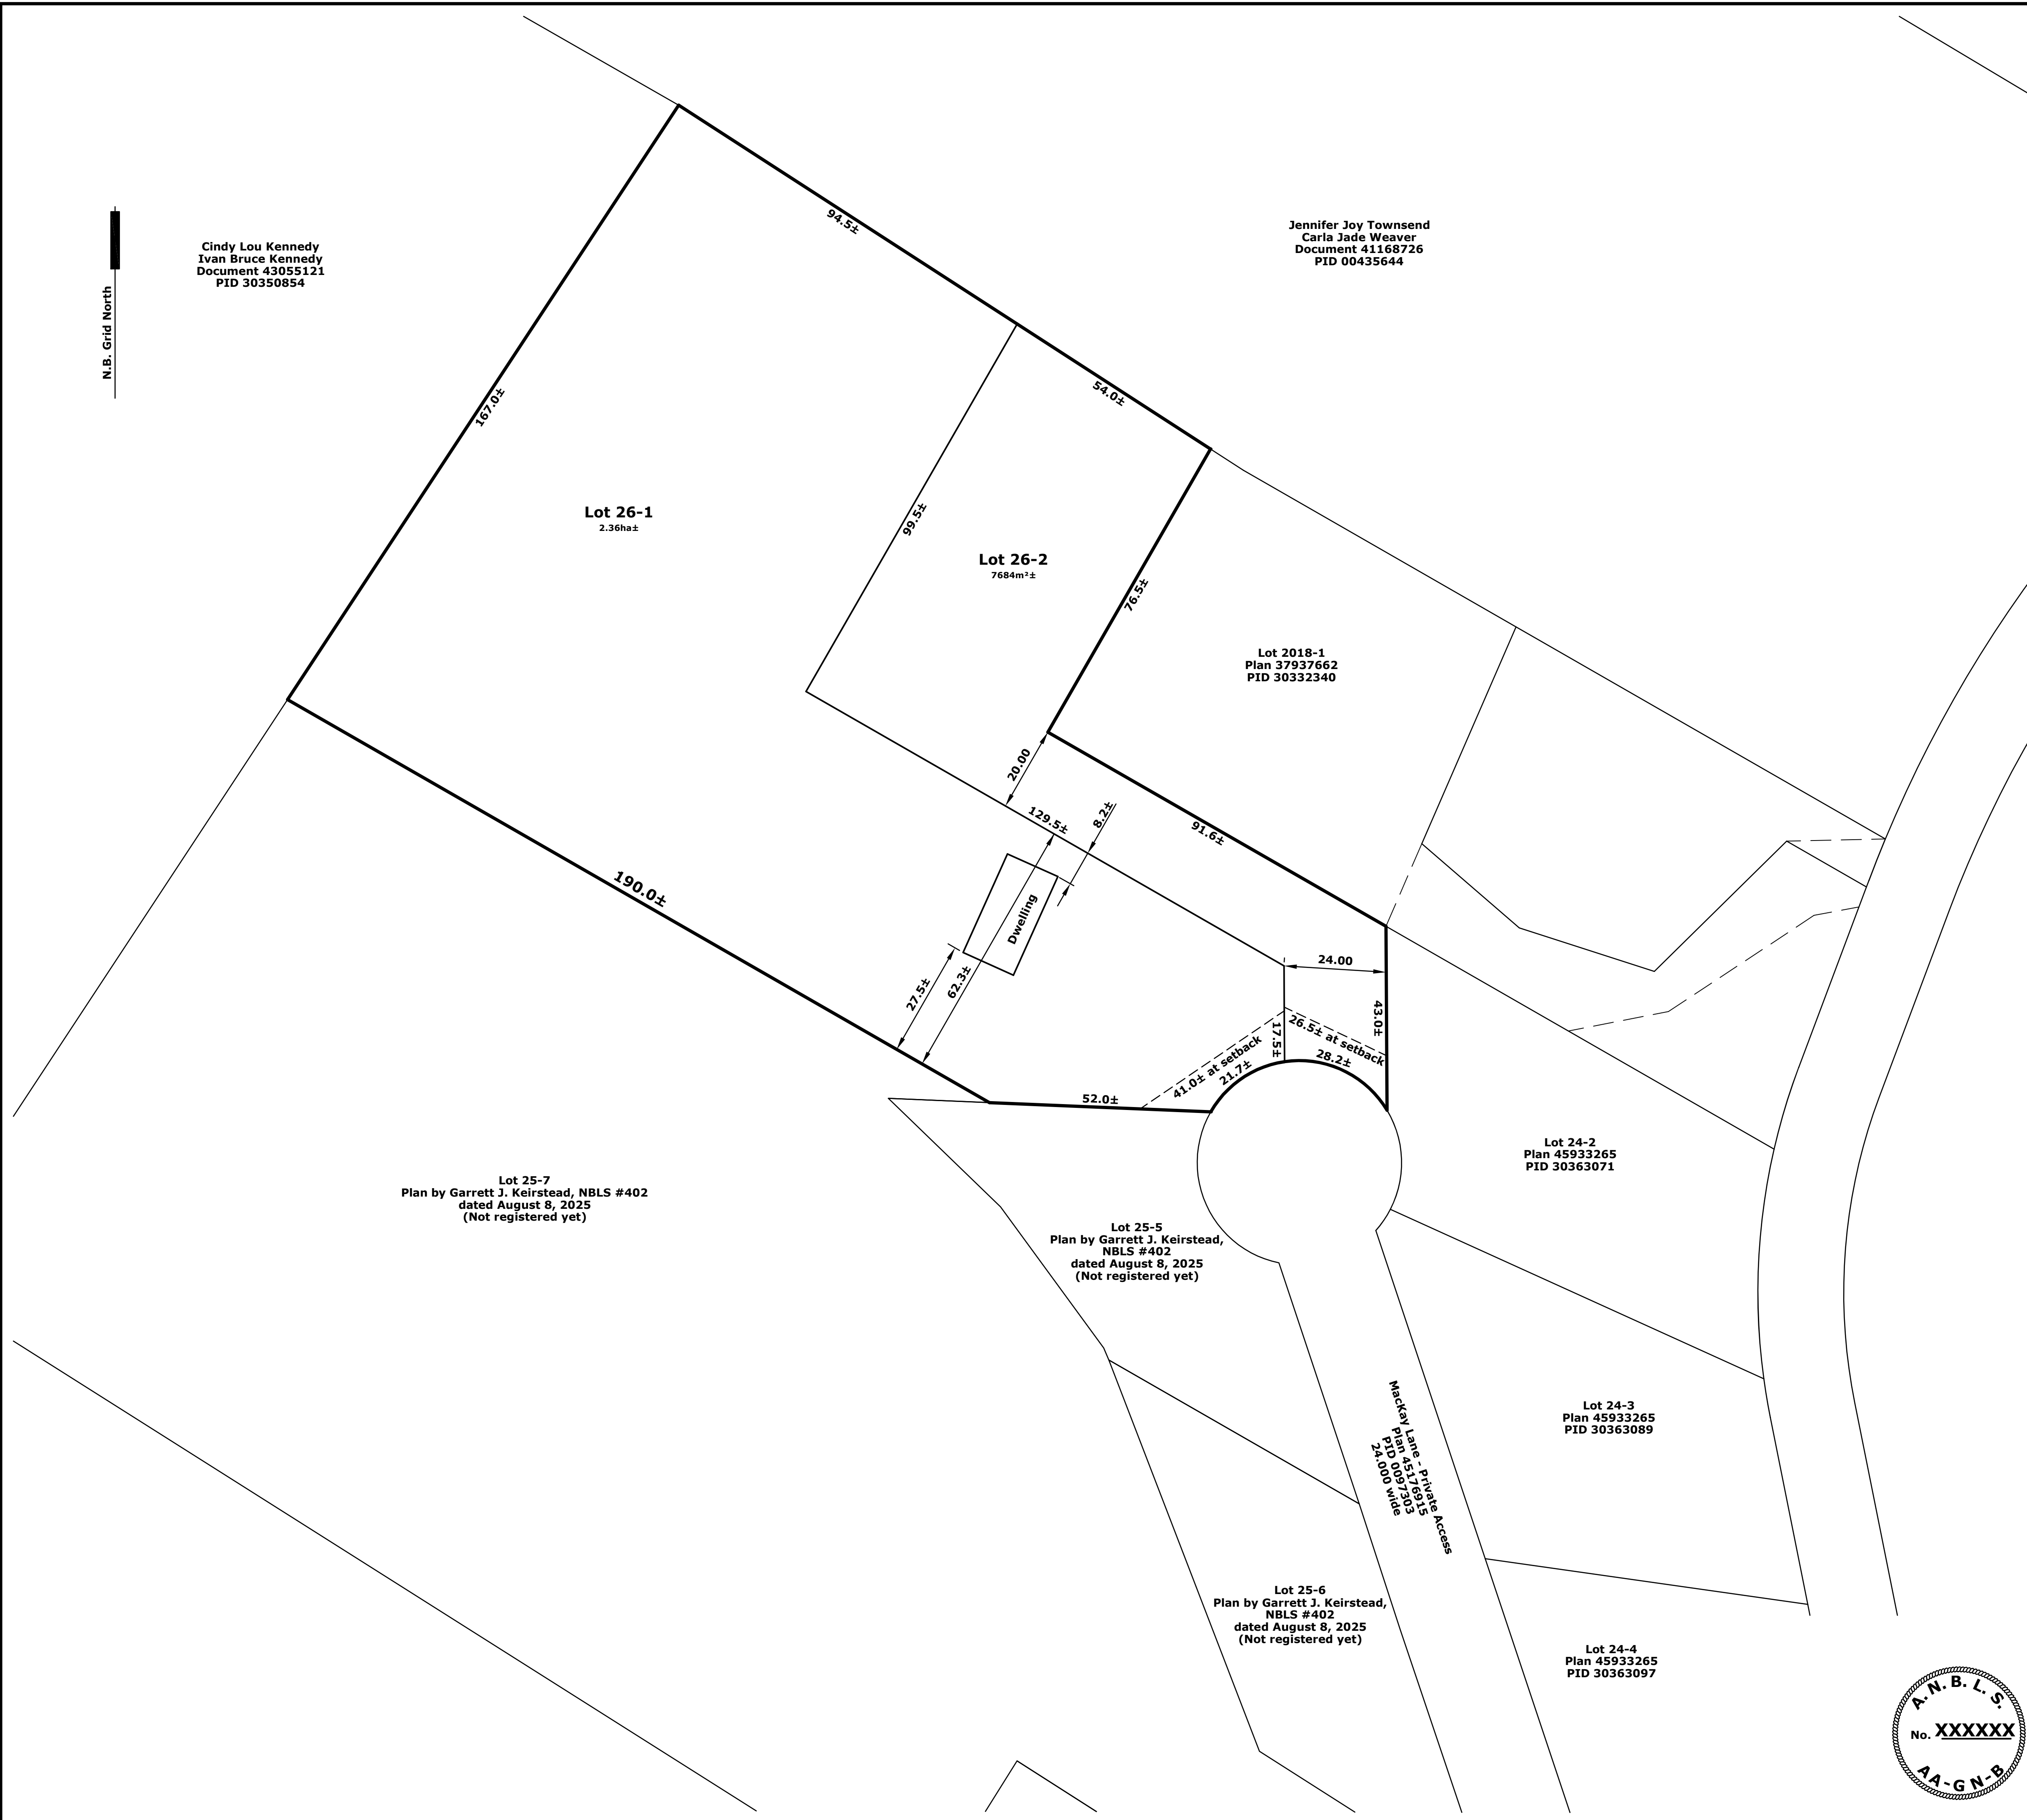 94.5±
Jennifer Joy Townsend
Carla Jade Weaver
Document 41168726
PID 00435644
Cindy Lou Kennedy
Ivan Bruce Kennedy
Document 43055121
PID 30350854
N.B. Grid North
167.0±
54.0±
Lot 26-1
2.36ha±
99.5±
Lot 26-2
7684m²±
76.5±
Lot 2018-1
Plan 37937662
PID 30332340
20.00
129.5±
8.2±
91.6±
190.0±
Dwelling
27.5±
62.3±
24.00
43.0±
17.5±
26.5± at setback
28.2±
41.0± at setback
21.7±
52.0±
Lot 24-2
Plan 45933265
PID 30363071
Lot 25-7
Plan by Garrett J. Keirstead, NBLS #402
dated August 8, 2025
(Not registered yet)
Lot 25-5
Plan by Garrett J. Keirstead,
NBLS #402
dated August 8, 2025
(Not registered yet)
MacKay Lane - Private Access
Plan 45176915
PID 0097303
24.000 wide
Lot 24-3
Plan 45933265
PID 30363089
Lot 25-6
Plan by Garrett J. Keirstead,
NBLS #402
dated August 8, 2025
(Not registered yet)
Lot 24-4
Plan 45933265
PID 30363097
A. N. B. L. S.
No. XXXXXX
AA-GN-B